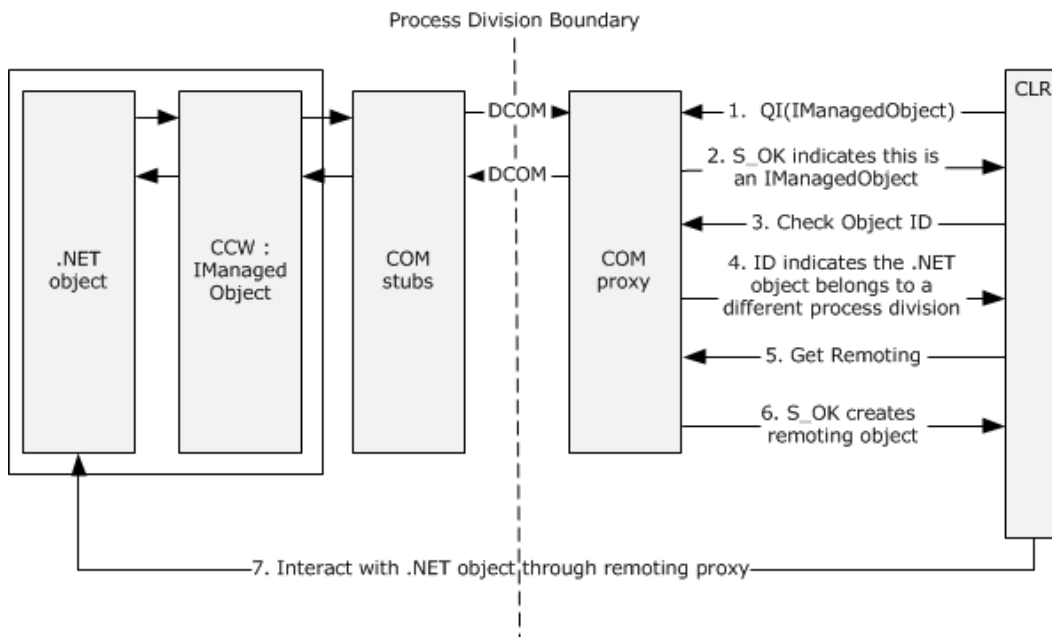 Process Division Boundary
.NET
object
CCW :
IManaged
Object
COM
stubs
DCOM
DCOM
COM
proxy
CLR
1. QI(IManagedObject)
2. S_OK indicates this is
an IManagedObject
3. Check Object ID
4. ID indicates the .NET
object belongs to a
different process division
5. Get Remoting
6. S_OK creates
remoting object
7. Interact with .NET object through remoting proxy